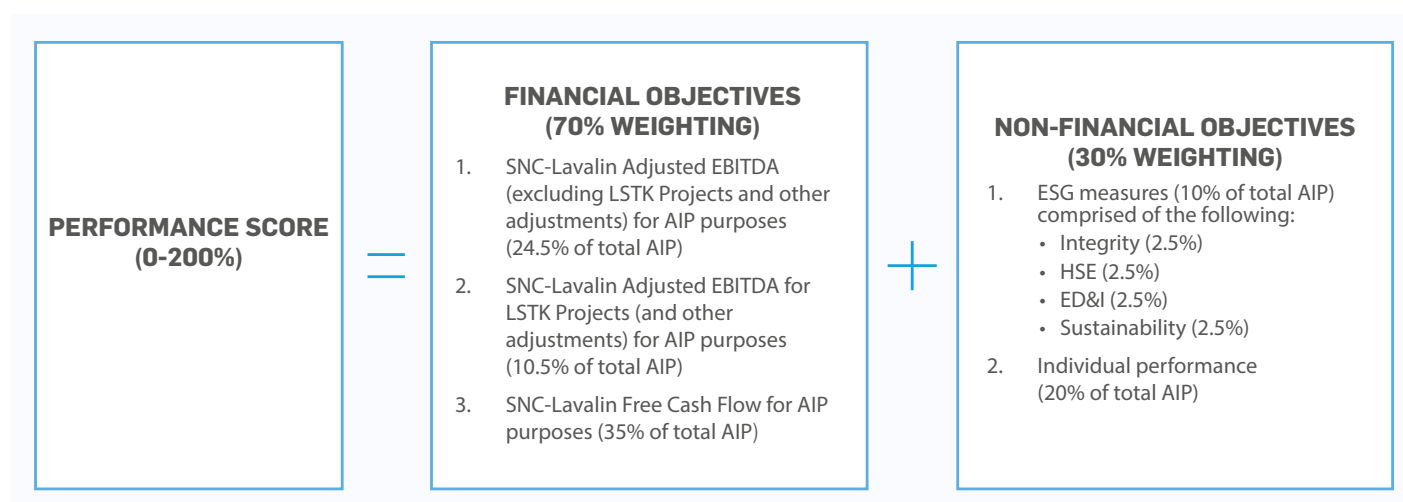 PERFORMANCE SCORE
(0-200%)
=
FINANCIAL OBJECTIVES
(70% WEIGHTING)
1. SNC-Lavalin Adjusted EBITDA
(excluding LSTK Projects and other
adjustments) for AIP purposes
(24.5% of total AIP)
2. SNC-Lavalin Adjusted EBITDA for
LSTK Projects (and other
adjustments) for AIP purposes
(10.5% of total AIP)
3. SNC-Lavalin Free Cash Flow for AIP
purposes (35% of total AIP)
+
NON-FINANCIAL OBJECTIVES
(30% WEIGHTING)
1. ESG measures (10% of total AIP)
comprised of the following:
• Integrity (2.5%)
• HSE (2.5%)
• ED&I (2.5%)
• Sustainability (2.5%)
2. Individual performance
(20% of total AIP)